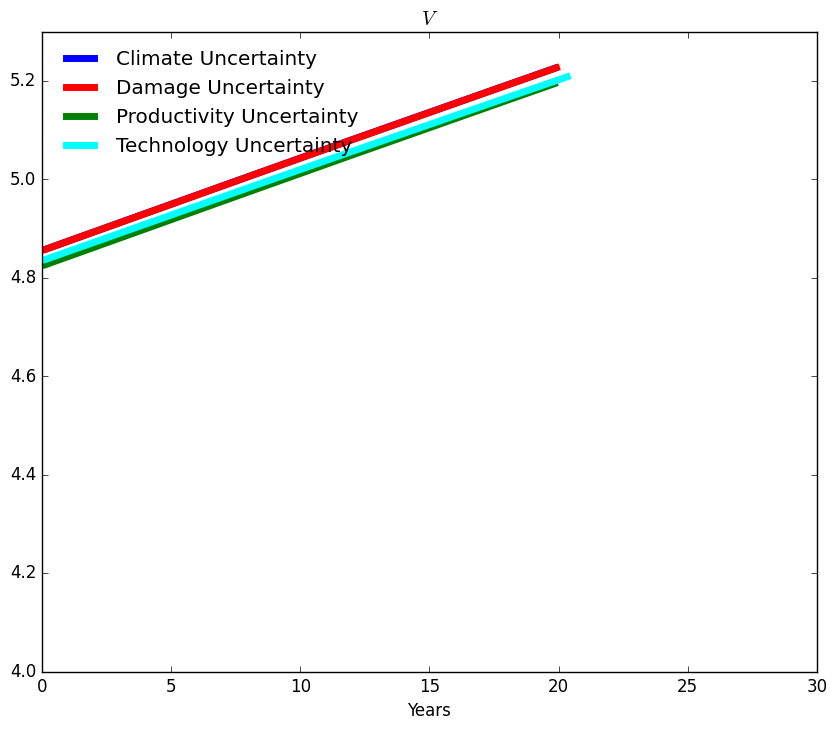 V
Climate Uncertainty
Damage Uncertainty
Productivity Uncertainty
Technology Uncertainty
5.2
5.0
4.8
4.6
4.4
4.2
4.0
0 5 10 15 20 25 30
Years